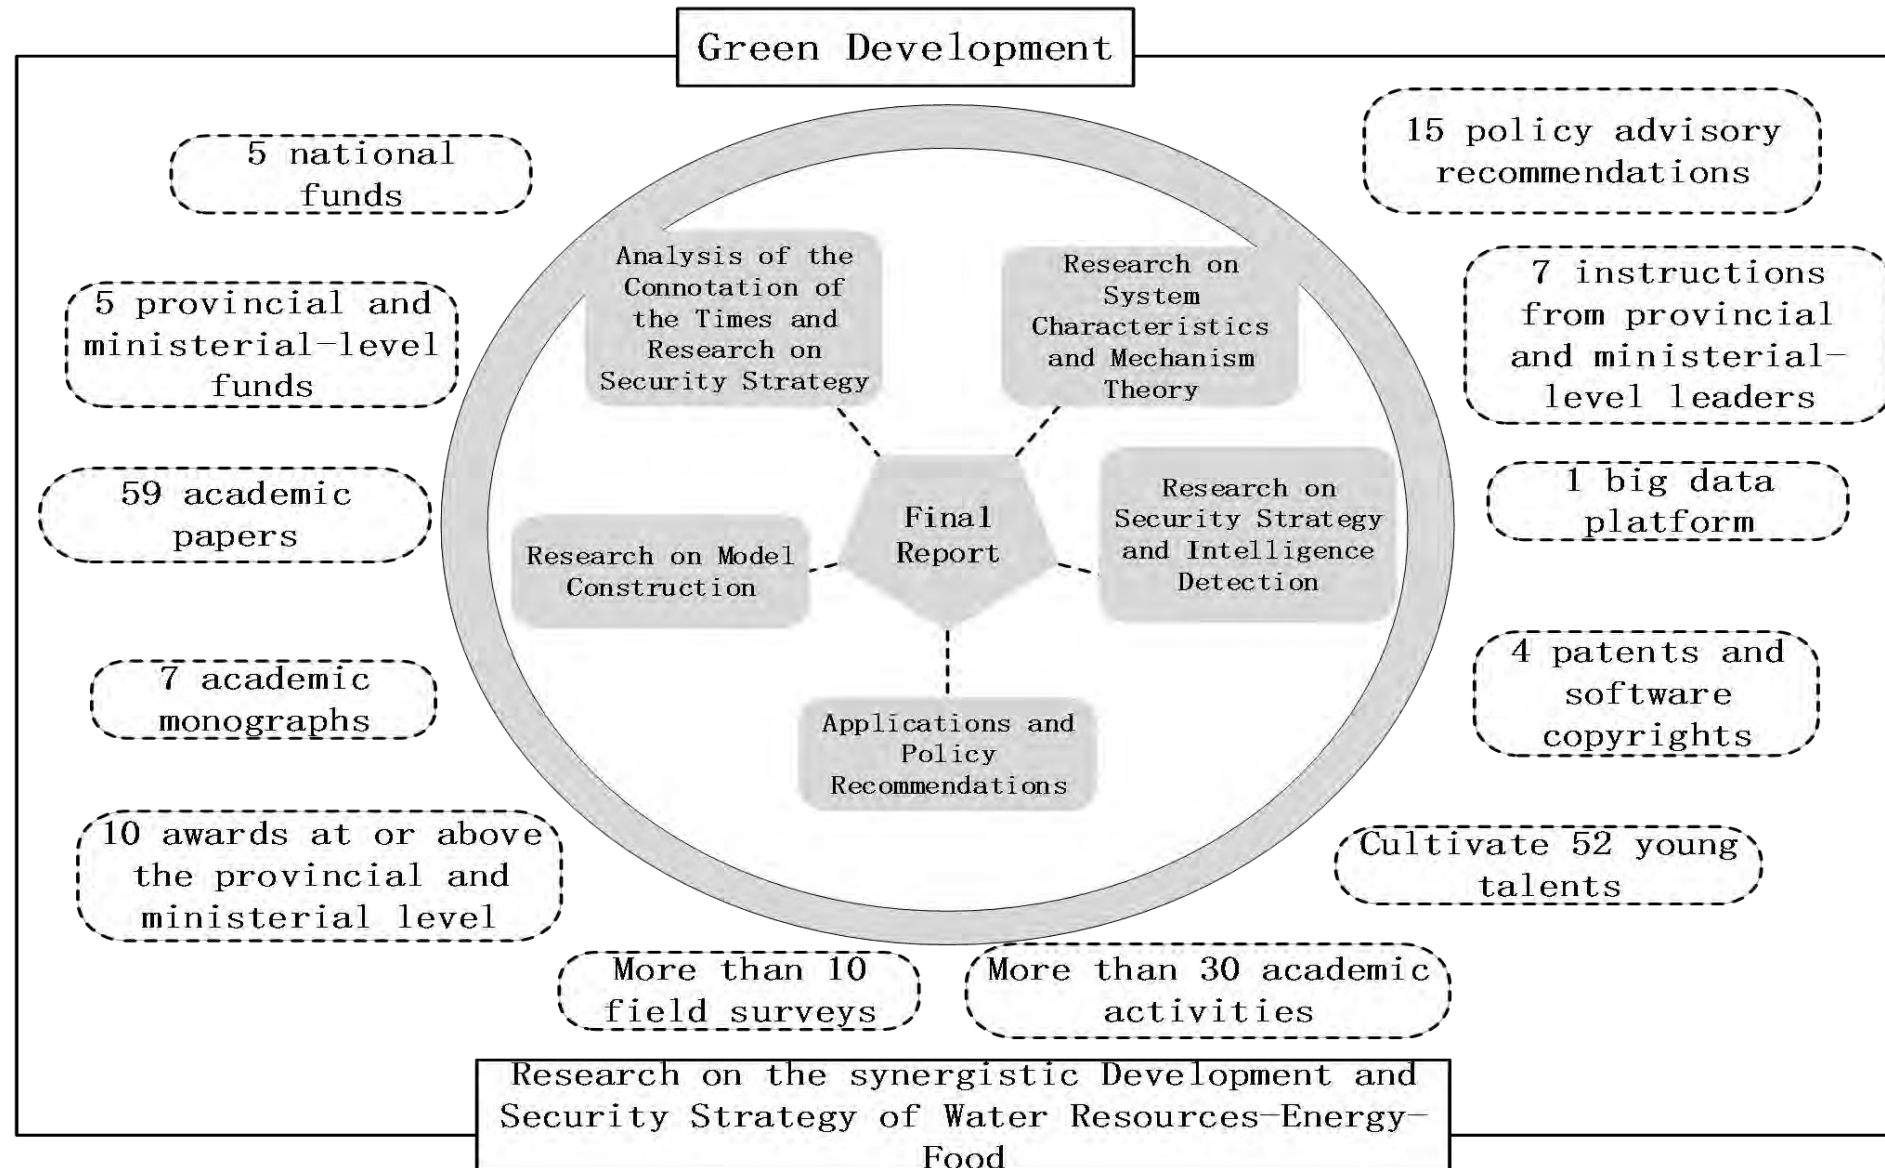 Green Development
5 national
funds
15 policy advisory
recommendations
5 provincial and
ministerial-level
funds
Analysis of the
Connotation of
the Times and
Research on
Security Strategy
Research on
System
Characteristics
and Mechanism
Theory
7 instructions
from provincial
and ministerial-
level leaders
59 academic
papers
Research on Model
Construction
Final
Report
Research on
Security Strategy
and Intelligence
Detection
1 big data
platform
7 academic
monographs
Applications and
Policy
Recommendations
4 patents and
software
copyrights
10 awards at or above
the provincial and
ministerial level
Cultivate 52 young
talents
More than 10
field surveys
More than 30 academic
activities
Research on the synergistic Development and
Security Strategy of Water Resources-Energy-
Food